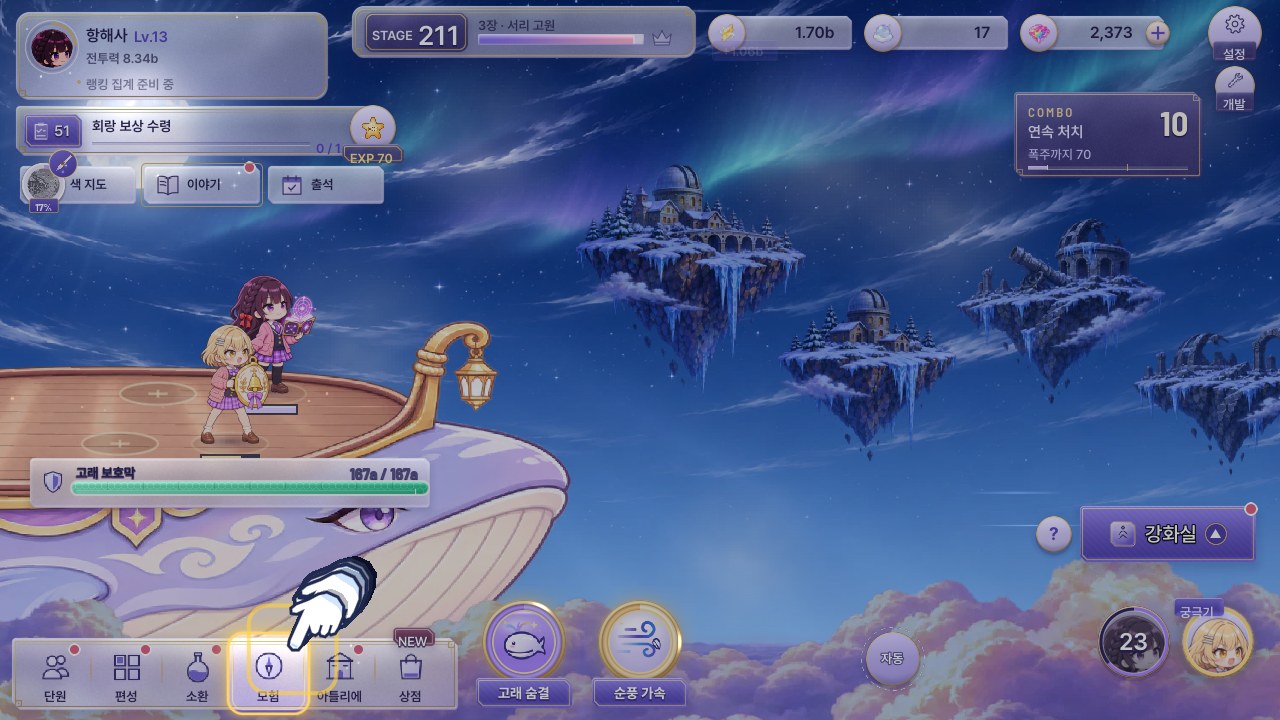 항해사 Lv.13
전투력 8.34b
랭킹 집계 준비 중
STAGE 211
3장 · 서리 고원
1.70b
17
2,373
설정
개발
51
회랑 보상 수령
0 / 1
EXP 70
색 지도
17%
이야기
출석
COMBO
연속 처치
10
폭주까지 70
고래 보호막
167a / 167a
?
강화실
궁극기
23
자동
NEW
단원
편성
소환
모험
아틀리에
상점
고래 숨결
순풍 가속